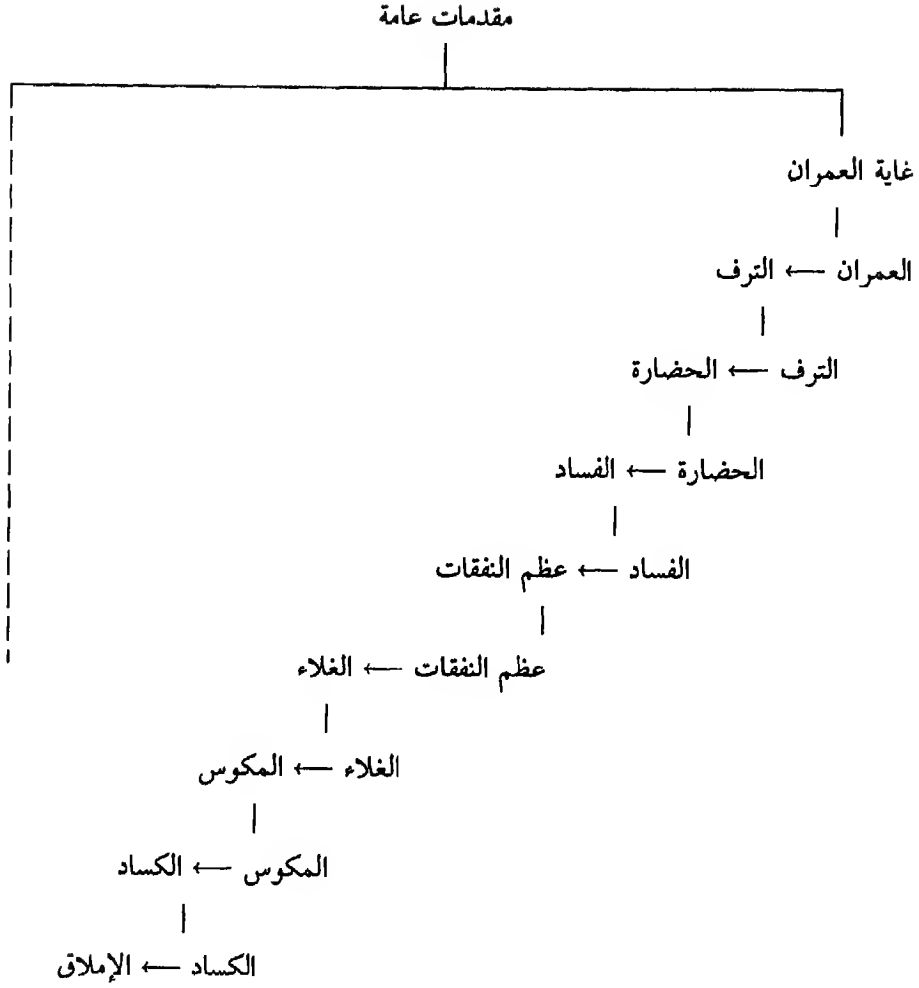 مقدمات عامة
غاية العمران
العمران ← الترف
الترف ← الحضارة
الحضارة ← الفساد
الفساد ← عظم النفقات
عظم النفقات ← الغلاء
الغلاء ← المكوس
المكوس ← الكساد
الكساد ← الإملاق